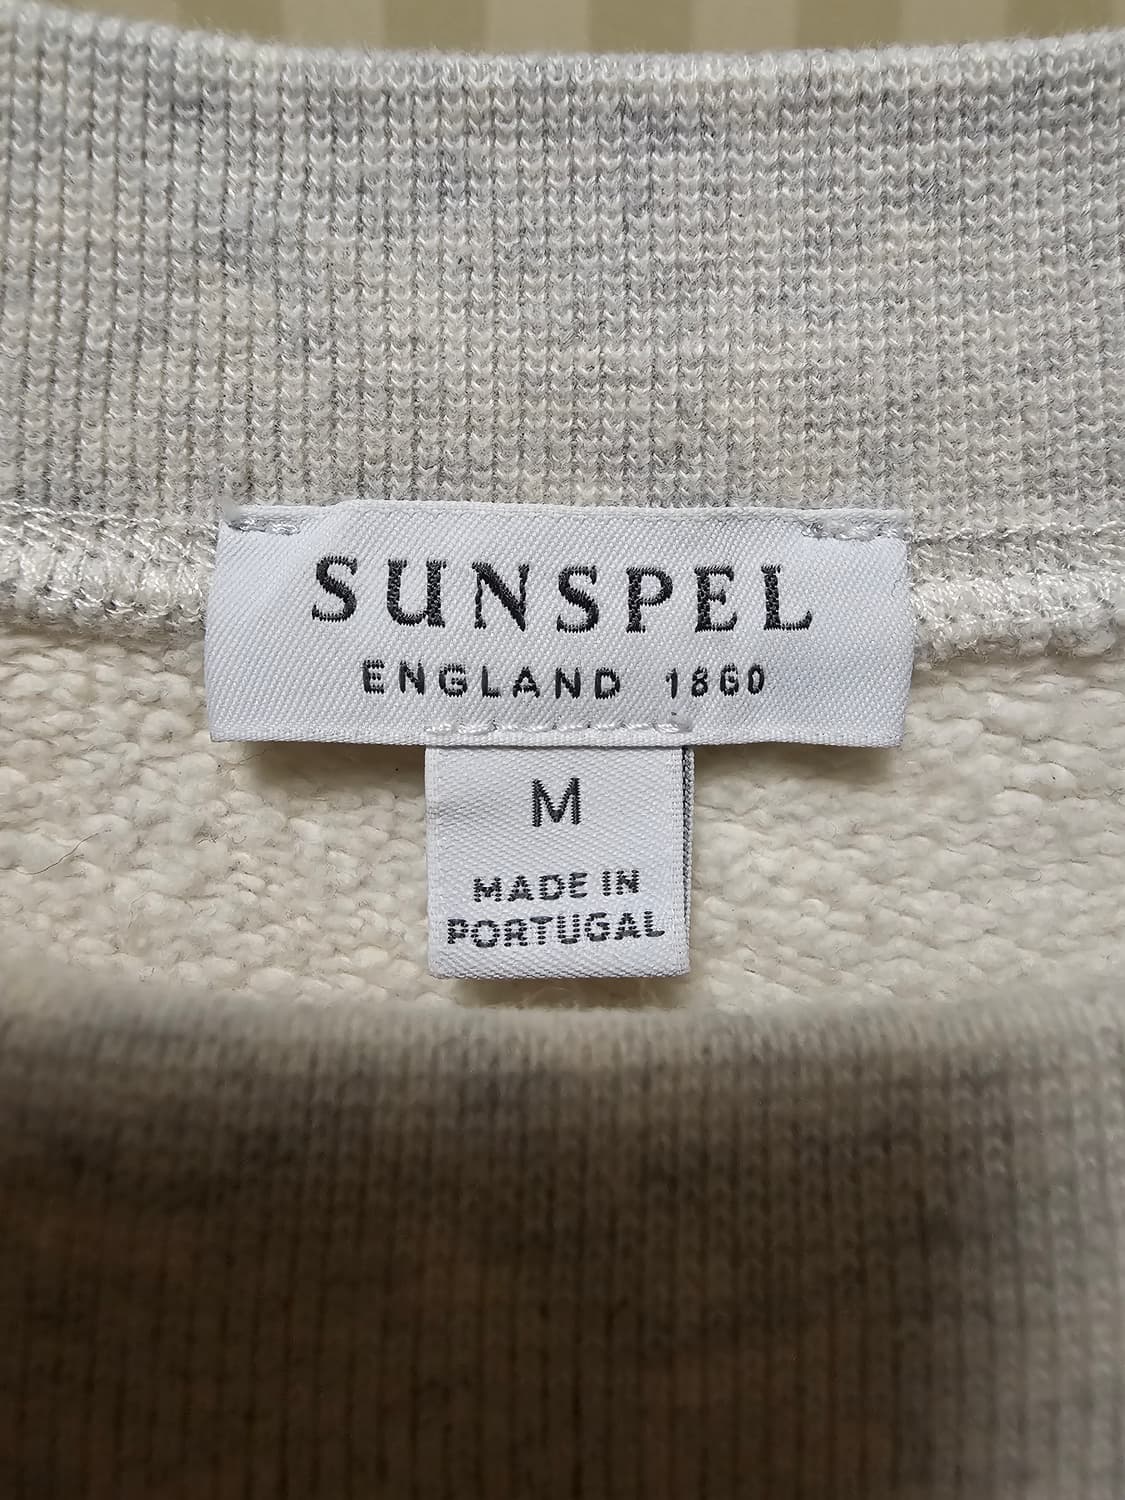 SUNSPEL
ENGLAND 1860
M
MADE IN
PORTUGAL